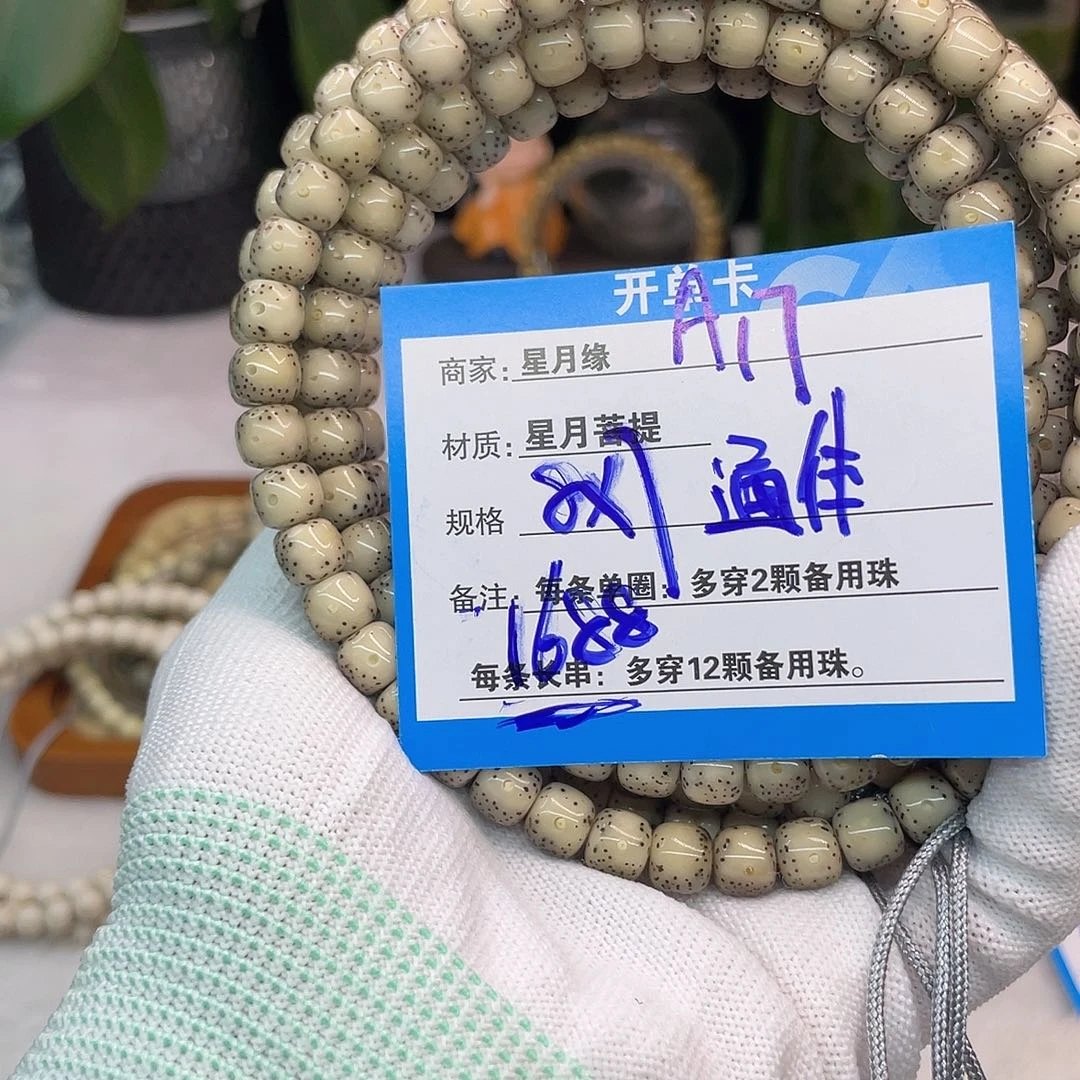 开单卡
A17
商家：星月缘
材质：星月菩提
规格 8X7 通佳
备注：每条单圈：多穿2颗备用珠
1688
每条长串：多穿12颗备用珠。